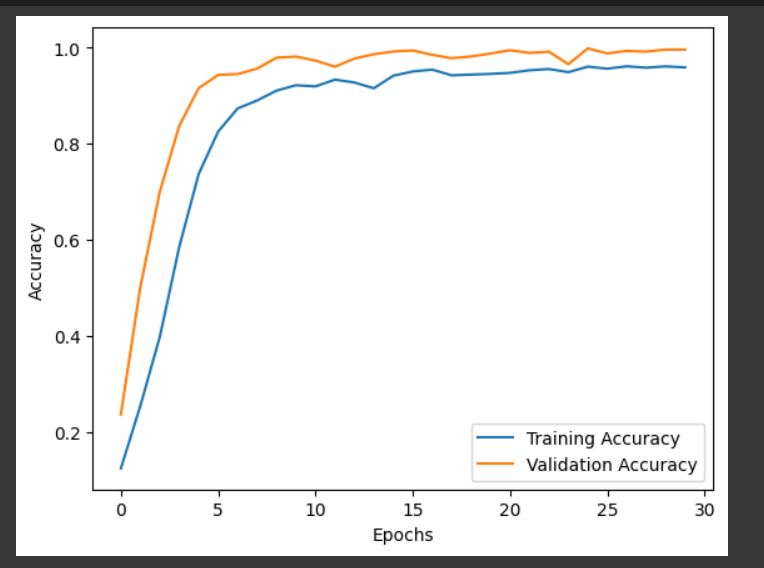 1.0
0.8
0.6
0.4
0.2
Accuracy
0 5 10 15 20 25 30
Epochs
Training Accuracy
Validation Accuracy